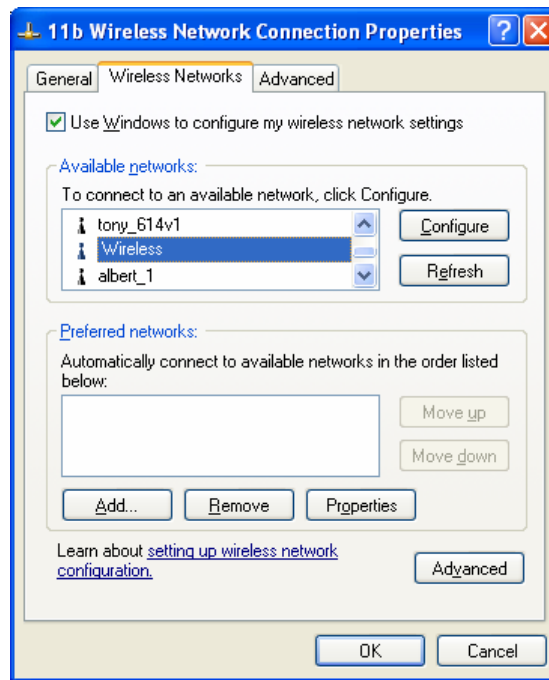 11b Wireless Network Connection Properties
General Wireless Networks Advanced
Use Windows to configure my wireless network settings
Available networks:
To connect to an available network, click Configure.
tony_614v1
Wireless
albert_1
Configure
Refresh
Preferred networks:
Automatically connect to available networks in the order listed
below:
Move up
Move down
Add... Remove Properties
Learn about setting up wireless network
configuration.
Advanced
OK Cancel